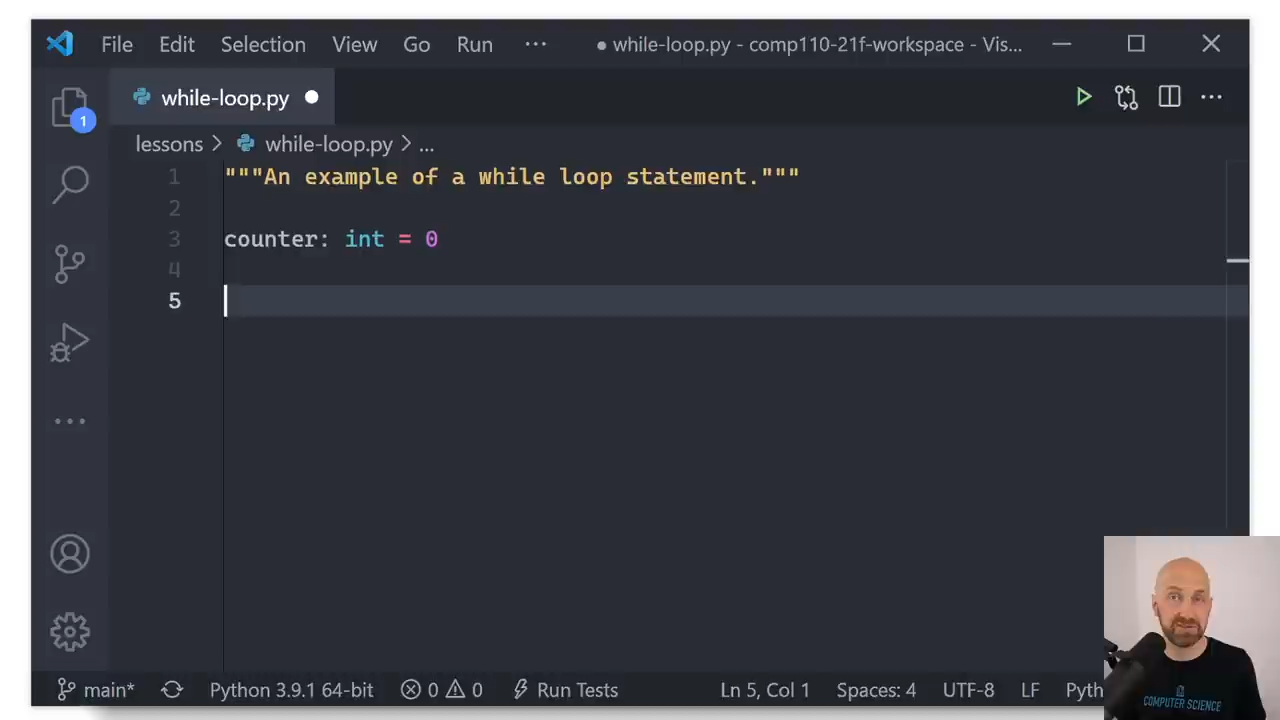 File Edit Selection View Go Run ··· ● while-loop.py - comp110-21f-workspace - Vis...
while-loop.py ●
1
lessons > while-loop.py > ...
1 """An example of a while loop statement."""
2
3 counter: int = 0
4
5
main* Python 3.9.1 64-bit 0 0 Run Tests Ln 5, Col 1 Spaces: 4 UTF-8 LF Pyth
COMPUTER SCIENCE